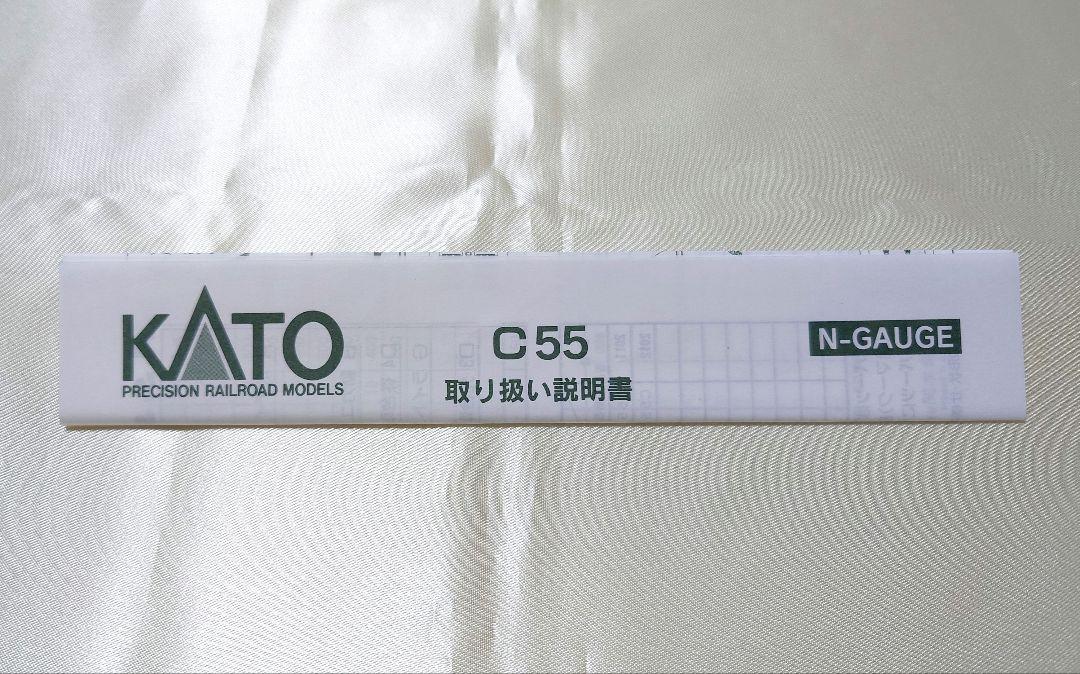 KATO
PRECISION RAILROAD MODELS
C55
取り扱い説明書
N-GAUGE